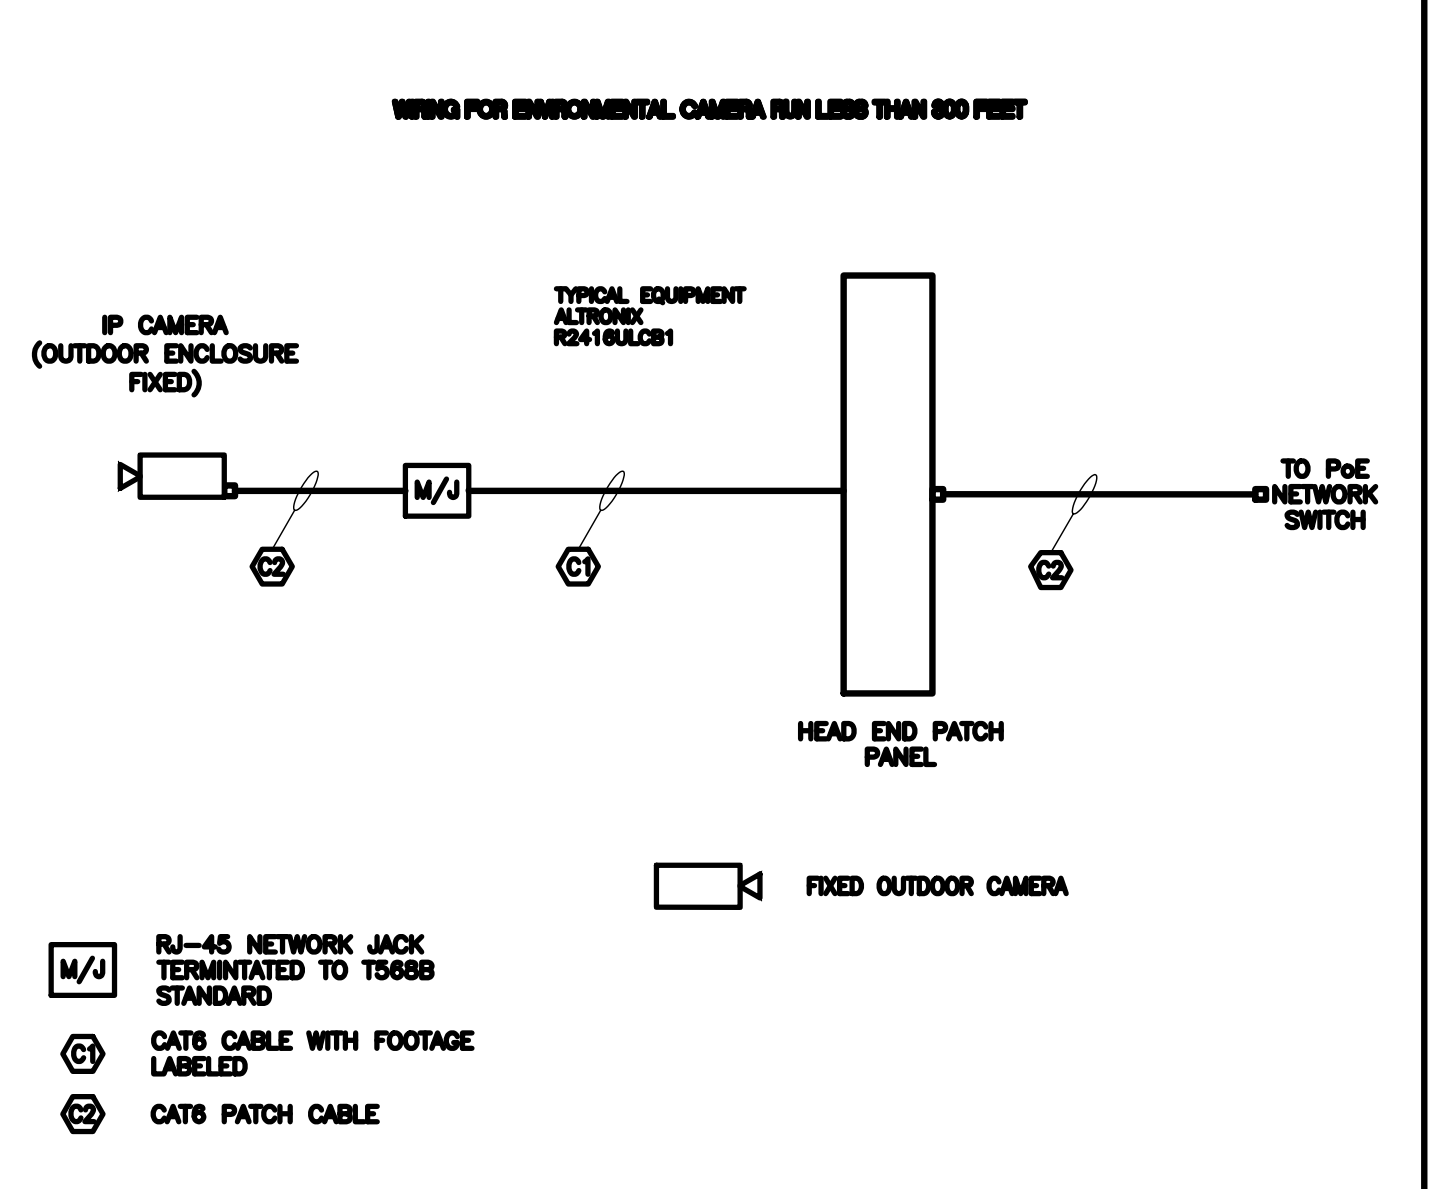 WIRING FOR ENVIRONMENTAL CAMERA RUN LESS THAN 300 FEET
TYPICAL EQUIPMENT
ALTRONIX
R2416ULCB1
IP CAMERA
(OUTDOOR ENCLOSURE
FIXED)
M/J
TO PoE
NETWORK
SWITCH
C2
C1
C2
HEAD END PATCH
PANEL
FIXED OUTDOOR CAMERA
M/J
RJ-45 NETWORK JACK
TERMINTATED TO T568B
STANDARD
C1
CAT6 CABLE WITH FOOTAGE
LABELED
C2
CAT6 PATCH CABLE